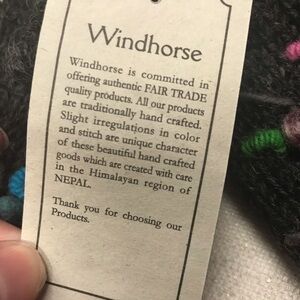 Windhorse
Windhorse is committed in
offering authentic FAIR TRADE
quality products. All our products
are traditionally hand crafted.
Slight irregulations in color
and stitch are unique character
of these beautiful hand crafted
goods which are created with care
in the Himalayan region of
NEPAL.
Thank you for choosing our
Products.